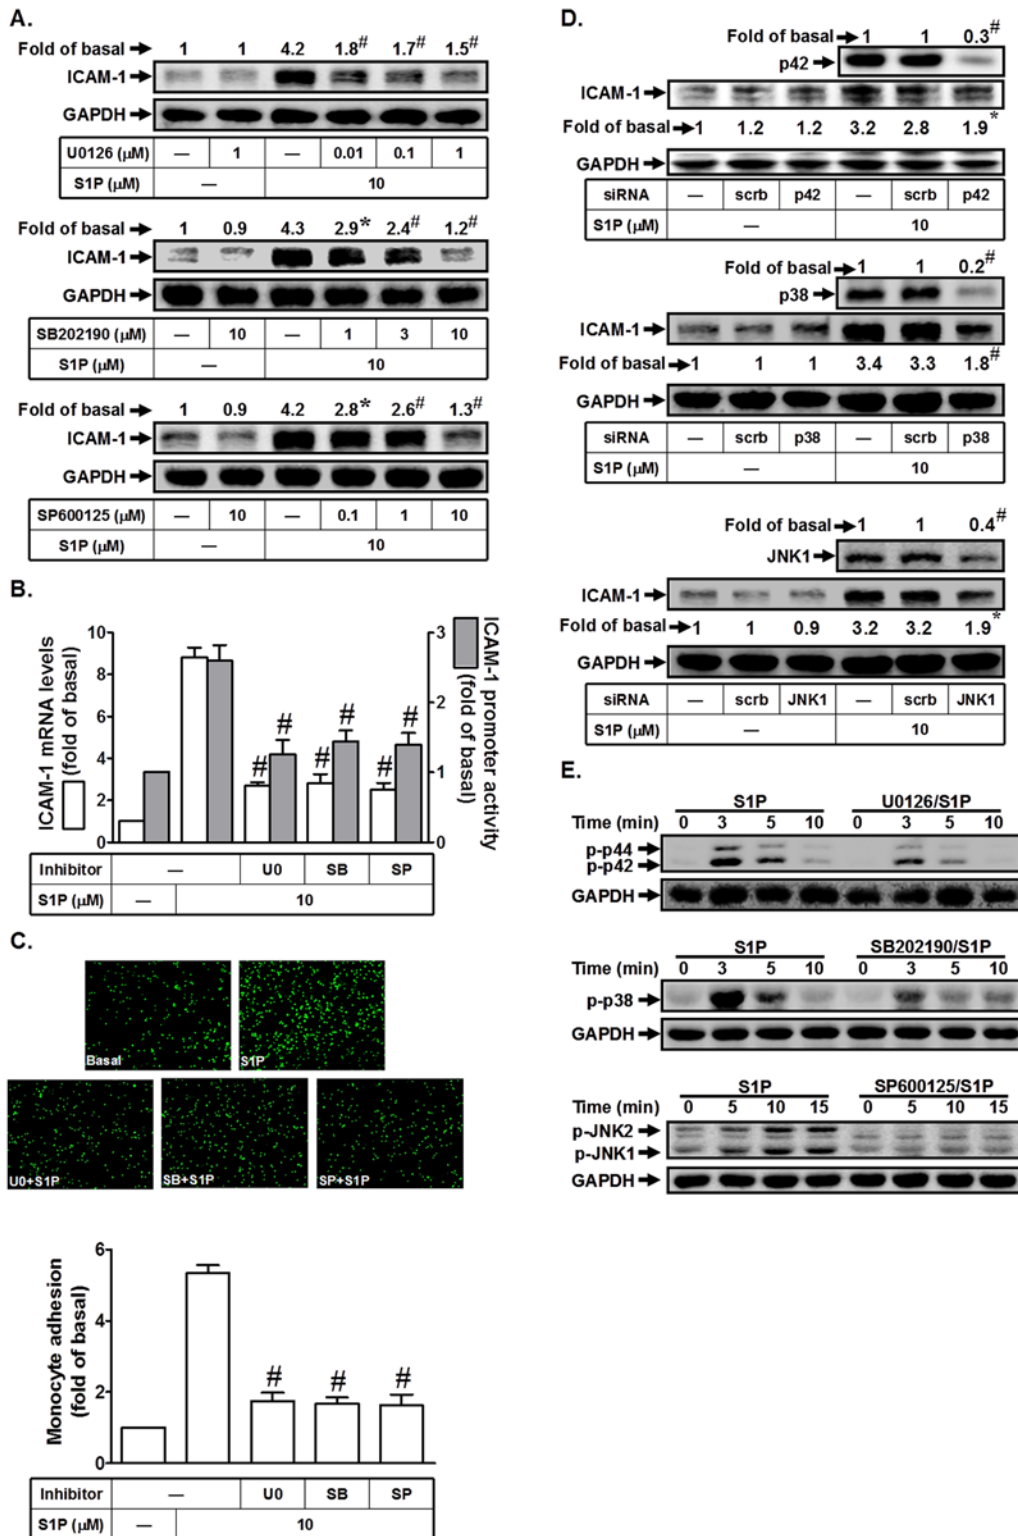 A.
Fold of basal 1 1 4.2 1.8# 1.7# 1.5#
ICAM-1
GAPDH
U0126 (μM) — 1 — 0.01 0.1 1
S1P (μM) — 10
Fold of basal 1 0.9 4.3 2.9* 2.4# 1.2#
ICAM-1
GAPDH
SB202190 (μM) — 10 — 1 3 10
S1P (μM) — 10
Fold of basal 1 0.9 4.2 2.8* 2.6# 1.3#
ICAM-1
GAPDH
SP600125 (μM) — 10 — 0.1 1 10
S1P (μM) — 10
B.
ICAM-1 mRNA levels
(fold of basal)
10
8
6
4
2
0
# # # # # #
3
2
1
0
ICAM-1 promoter activity
(fold of basal)
Inhibitor — U0 SB SP
S1P (μM) — 10
C.
Basal
S1P
U0+S1P
SB+S1P
SP+S1P
Monocyte adhesion
(fold of basal)
6
4
2
0
# # #
Inhibitor — U0 SB SP
S1P (μM) — 10
D.
Fold of basal 1 1 0.3#
p42
ICAM-1
Fold of basal 1 1.2 1.2 3.2 2.8 1.9*
GAPDH
siRNA — scrb p42 — scrb p42
S1P (μM) — 10
Fold of basal 1 1 0.2#
p38
ICAM-1
Fold of basal 1 1 1 3.4 3.3 1.8#
GAPDH
siRNA — scrb p38 — scrb p38
S1P (μM) — 10
Fold of basal 1 1 0.4#
JNK1
ICAM-1
Fold of basal 1 1 0.9 3.2 3.2 1.9*
GAPDH
siRNA — scrb JNK1 — scrb JNK1
S1P (μM) — 10
E.
S1P U0126/S1P
Time (min) 0 3 5 10 0 3 5 10
p-p44
p-p42
GAPDH
S1P SB202190/S1P
Time (min) 0 3 5 10 0 3 5 10
p-p38
GAPDH
S1P SP600125/S1P
Time (min) 0 5 10 15 0 5 10 15
p-JNK2
p-JNK1
GAPDH